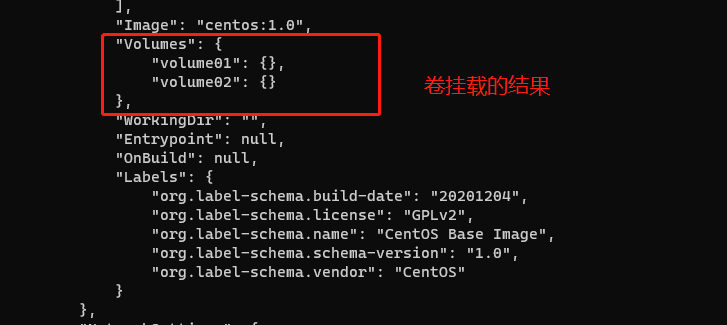 ],
"Image": "centos:1.0",
"Volumes": {
"volume01": {},
"volume02": {}
},
卷挂载的结果
"WorkingDir": "",
"Entrypoint": null,
"OnBuild": null,
"Labels": {
"org.label-schema.build-date": "20201204",
"org.label-schema.license": "GPLv2",
"org.label-schema.name": "CentOS Base Image",
"org.label-schema.schema-version": "1.0",
"org.label-schema.vendor": "CentOS"
}
},